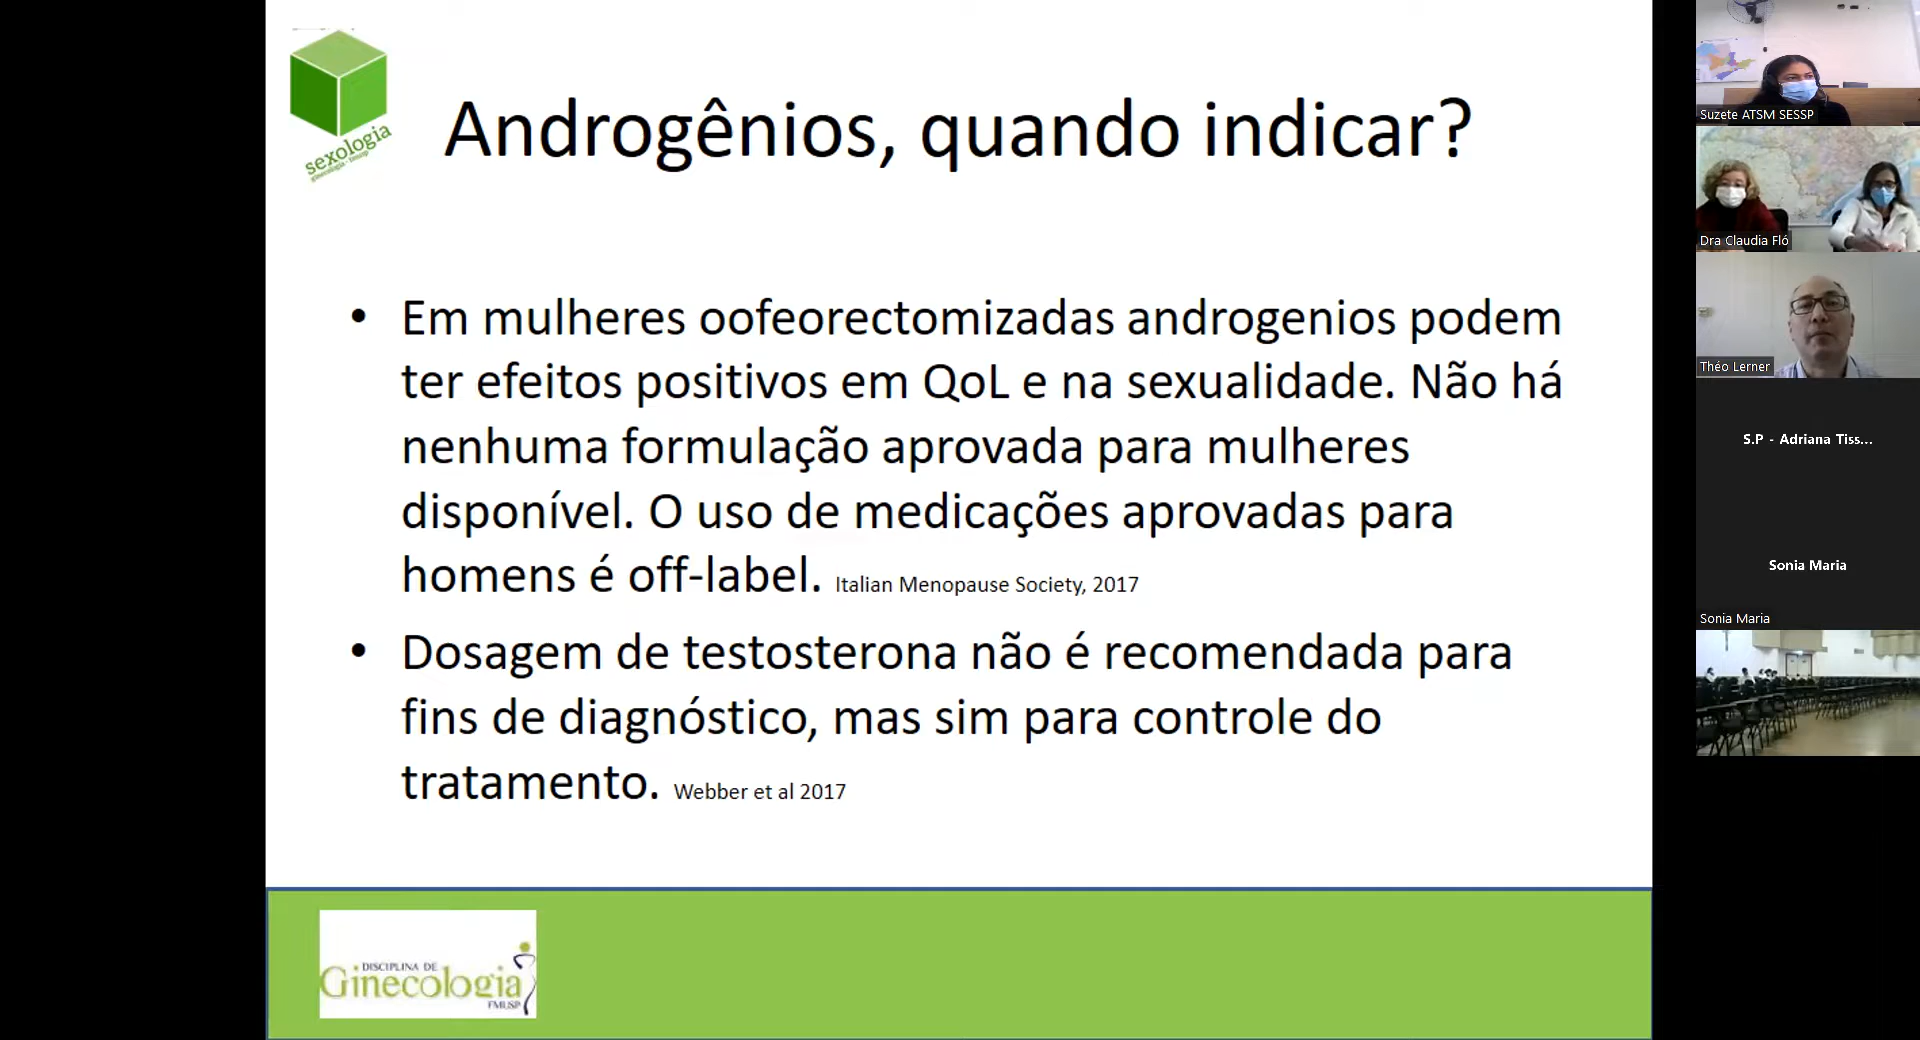 sexologia
Androgênios, quando indicar?
• Em mulheres oofeorectomizadas androgenios podem
ter efeitos positivos em QoL e na sexualidade. Não há
nenhuma formulação aprovada para mulheres
disponível. O uso de medicações aprovadas para
homens é off-label. Italian Menopause Society, 2017
• Dosagem de testosterona não é recomendada para
fins de diagnóstico, mas sim para controle do
tratamento. Webber et al 2017
DISCIPLINA DE
Ginecologia
FMUSP
Suzete ATSM SESSP
Dra Claudia Fló
Théo Lerner
S.P - Adriana Tiss...
Sonia Maria
Sonia Maria